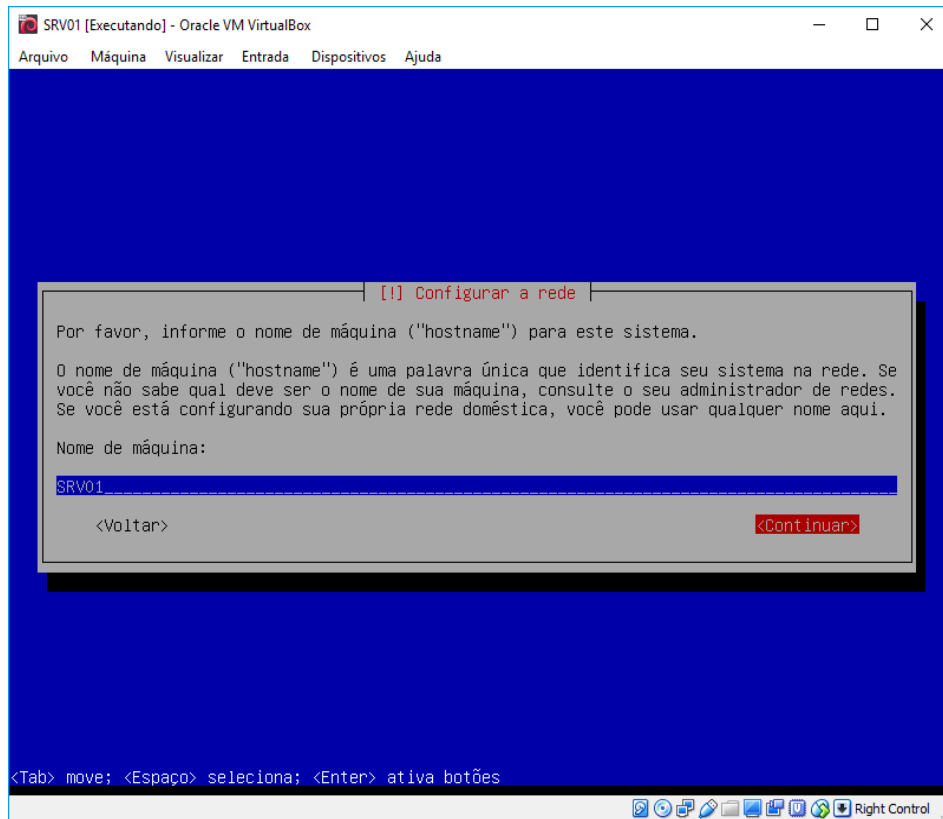 SRV01 [Executando] - Oracle VM VirtualBox
Arquivo Máquina Visualizar Entrada Dispositivos Ajuda
[!] Configurar a rede
Por favor, informe o nome de máquina ("hostname") para este sistema.
O nome de máquina ("hostname") é uma palavra única que identifica seu sistema na rede. Se
você não sabe qual deve ser o nome de sua máquina, consulte o seu administrador de redes.
Se você está configurando sua própria rede doméstica, você pode usar qualquer nome aqui.
Nome de máquina:
SRV01
<Voltar> <Continuar>
<Tab> move; <Espaço> seleciona; <Enter> ativa botões
Right Control